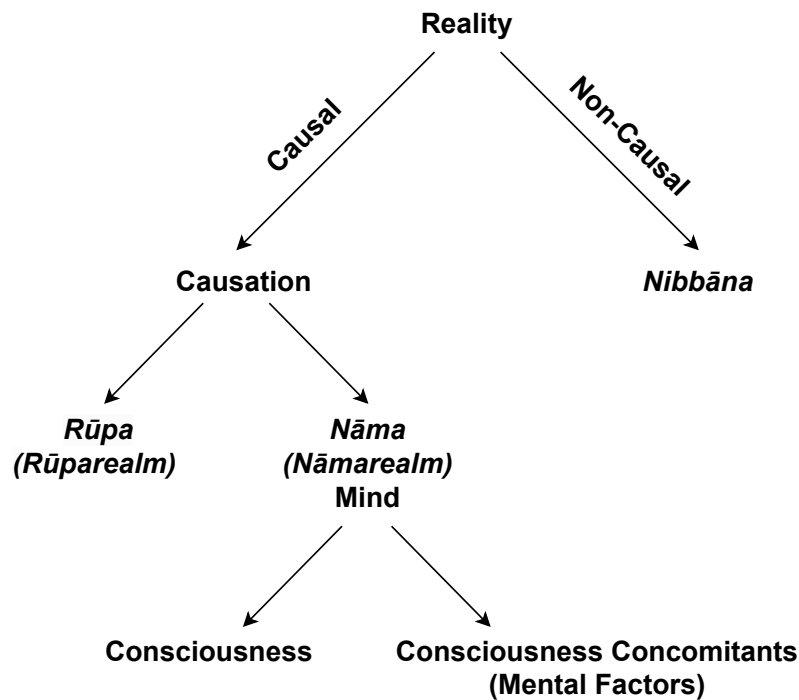 Reality
Causal
Non-Causal
Causation
Nibbāna
Rūpa
(Rūparealm)
Nāma
(Nāmarealm)
Mind
Consciousness
Consciousness Concomitants
(Mental Factors)